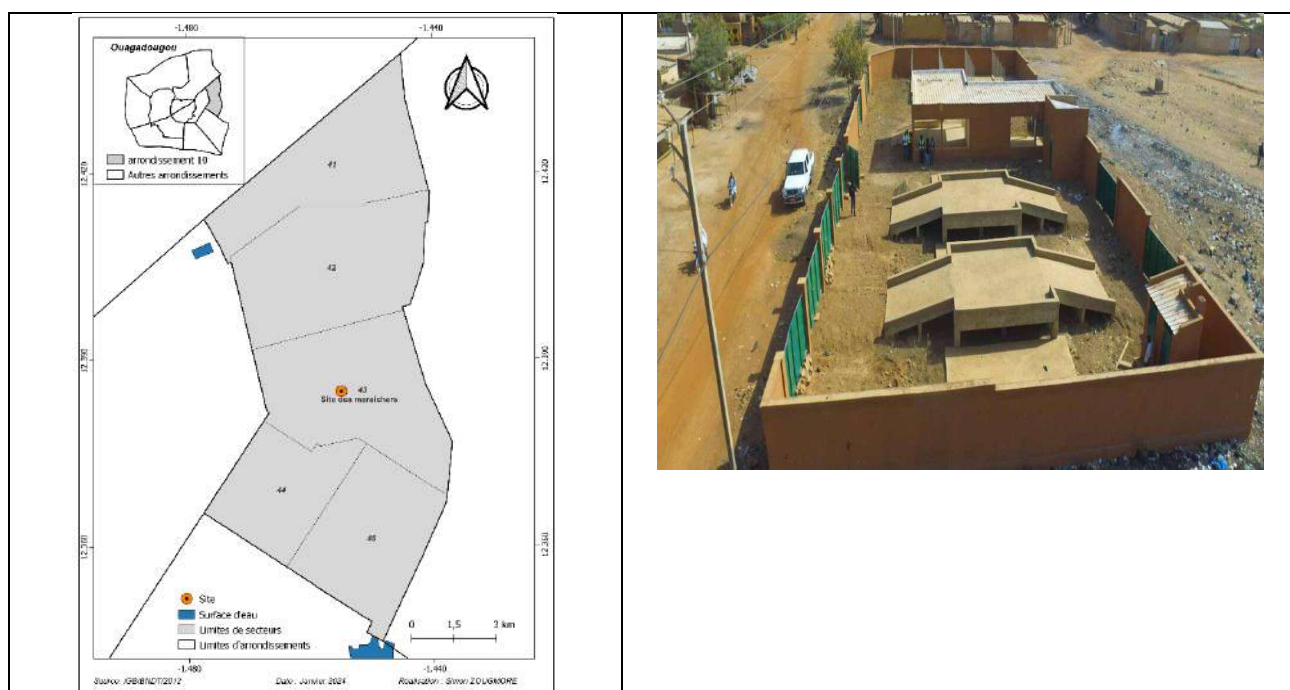 -1.480
-1.440
Ouagadougou
arrondissement 10
Autres arrondissements
12.420
12.420
41
42
12.390
12.390
43
Site des maraichers
44
12.360
12.360
Site
Surface d'eau
Limites de secteurs
Limites d'arrondissements
0 1,5 3 km
-1.480
-1.440
Source: IGB/BNDT/2012
Date : Janvier 2024
Réalisation : Simon ZOUGMORE